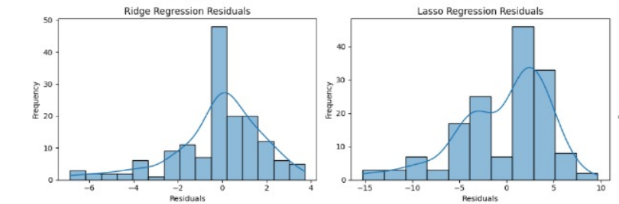 Ridge Regression Residuals
Frequency
50
40
30
20
10
0
−6 −4 −2 0 2 4
Residuals
Lasso Regression Residuals
Frequency
40
30
20
10
0
−15 −10 −5 0 5 10
Residuals